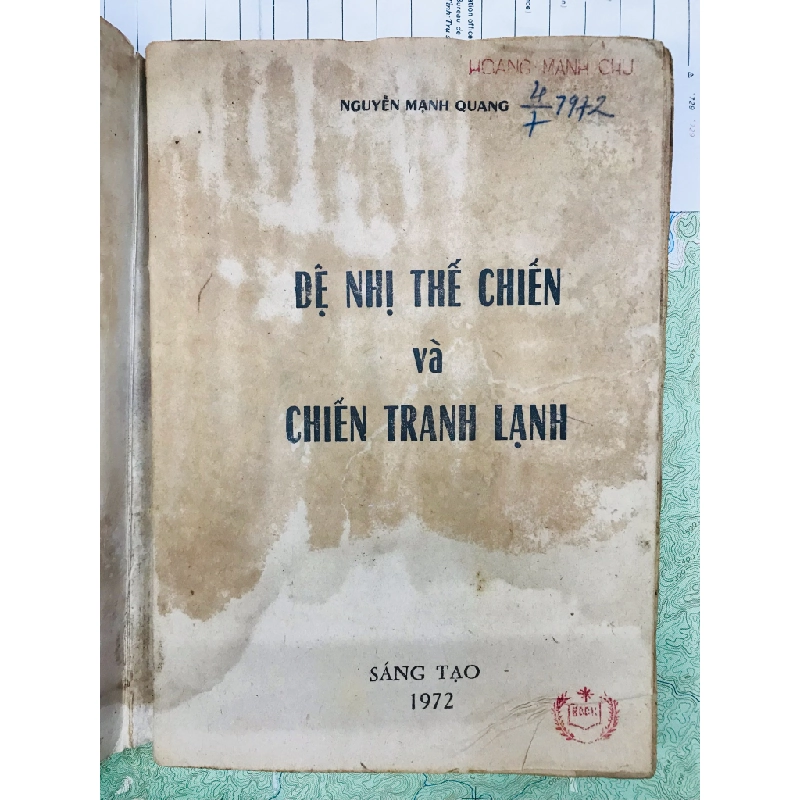 HOANG MANH CHU
NGUYỄN MẠNH QUANG
4/7 1972
ĐỆ NHỊ THẾ CHIẾN
và
CHIẾN TRANH LẠNH
SÁNG TẠO
1972